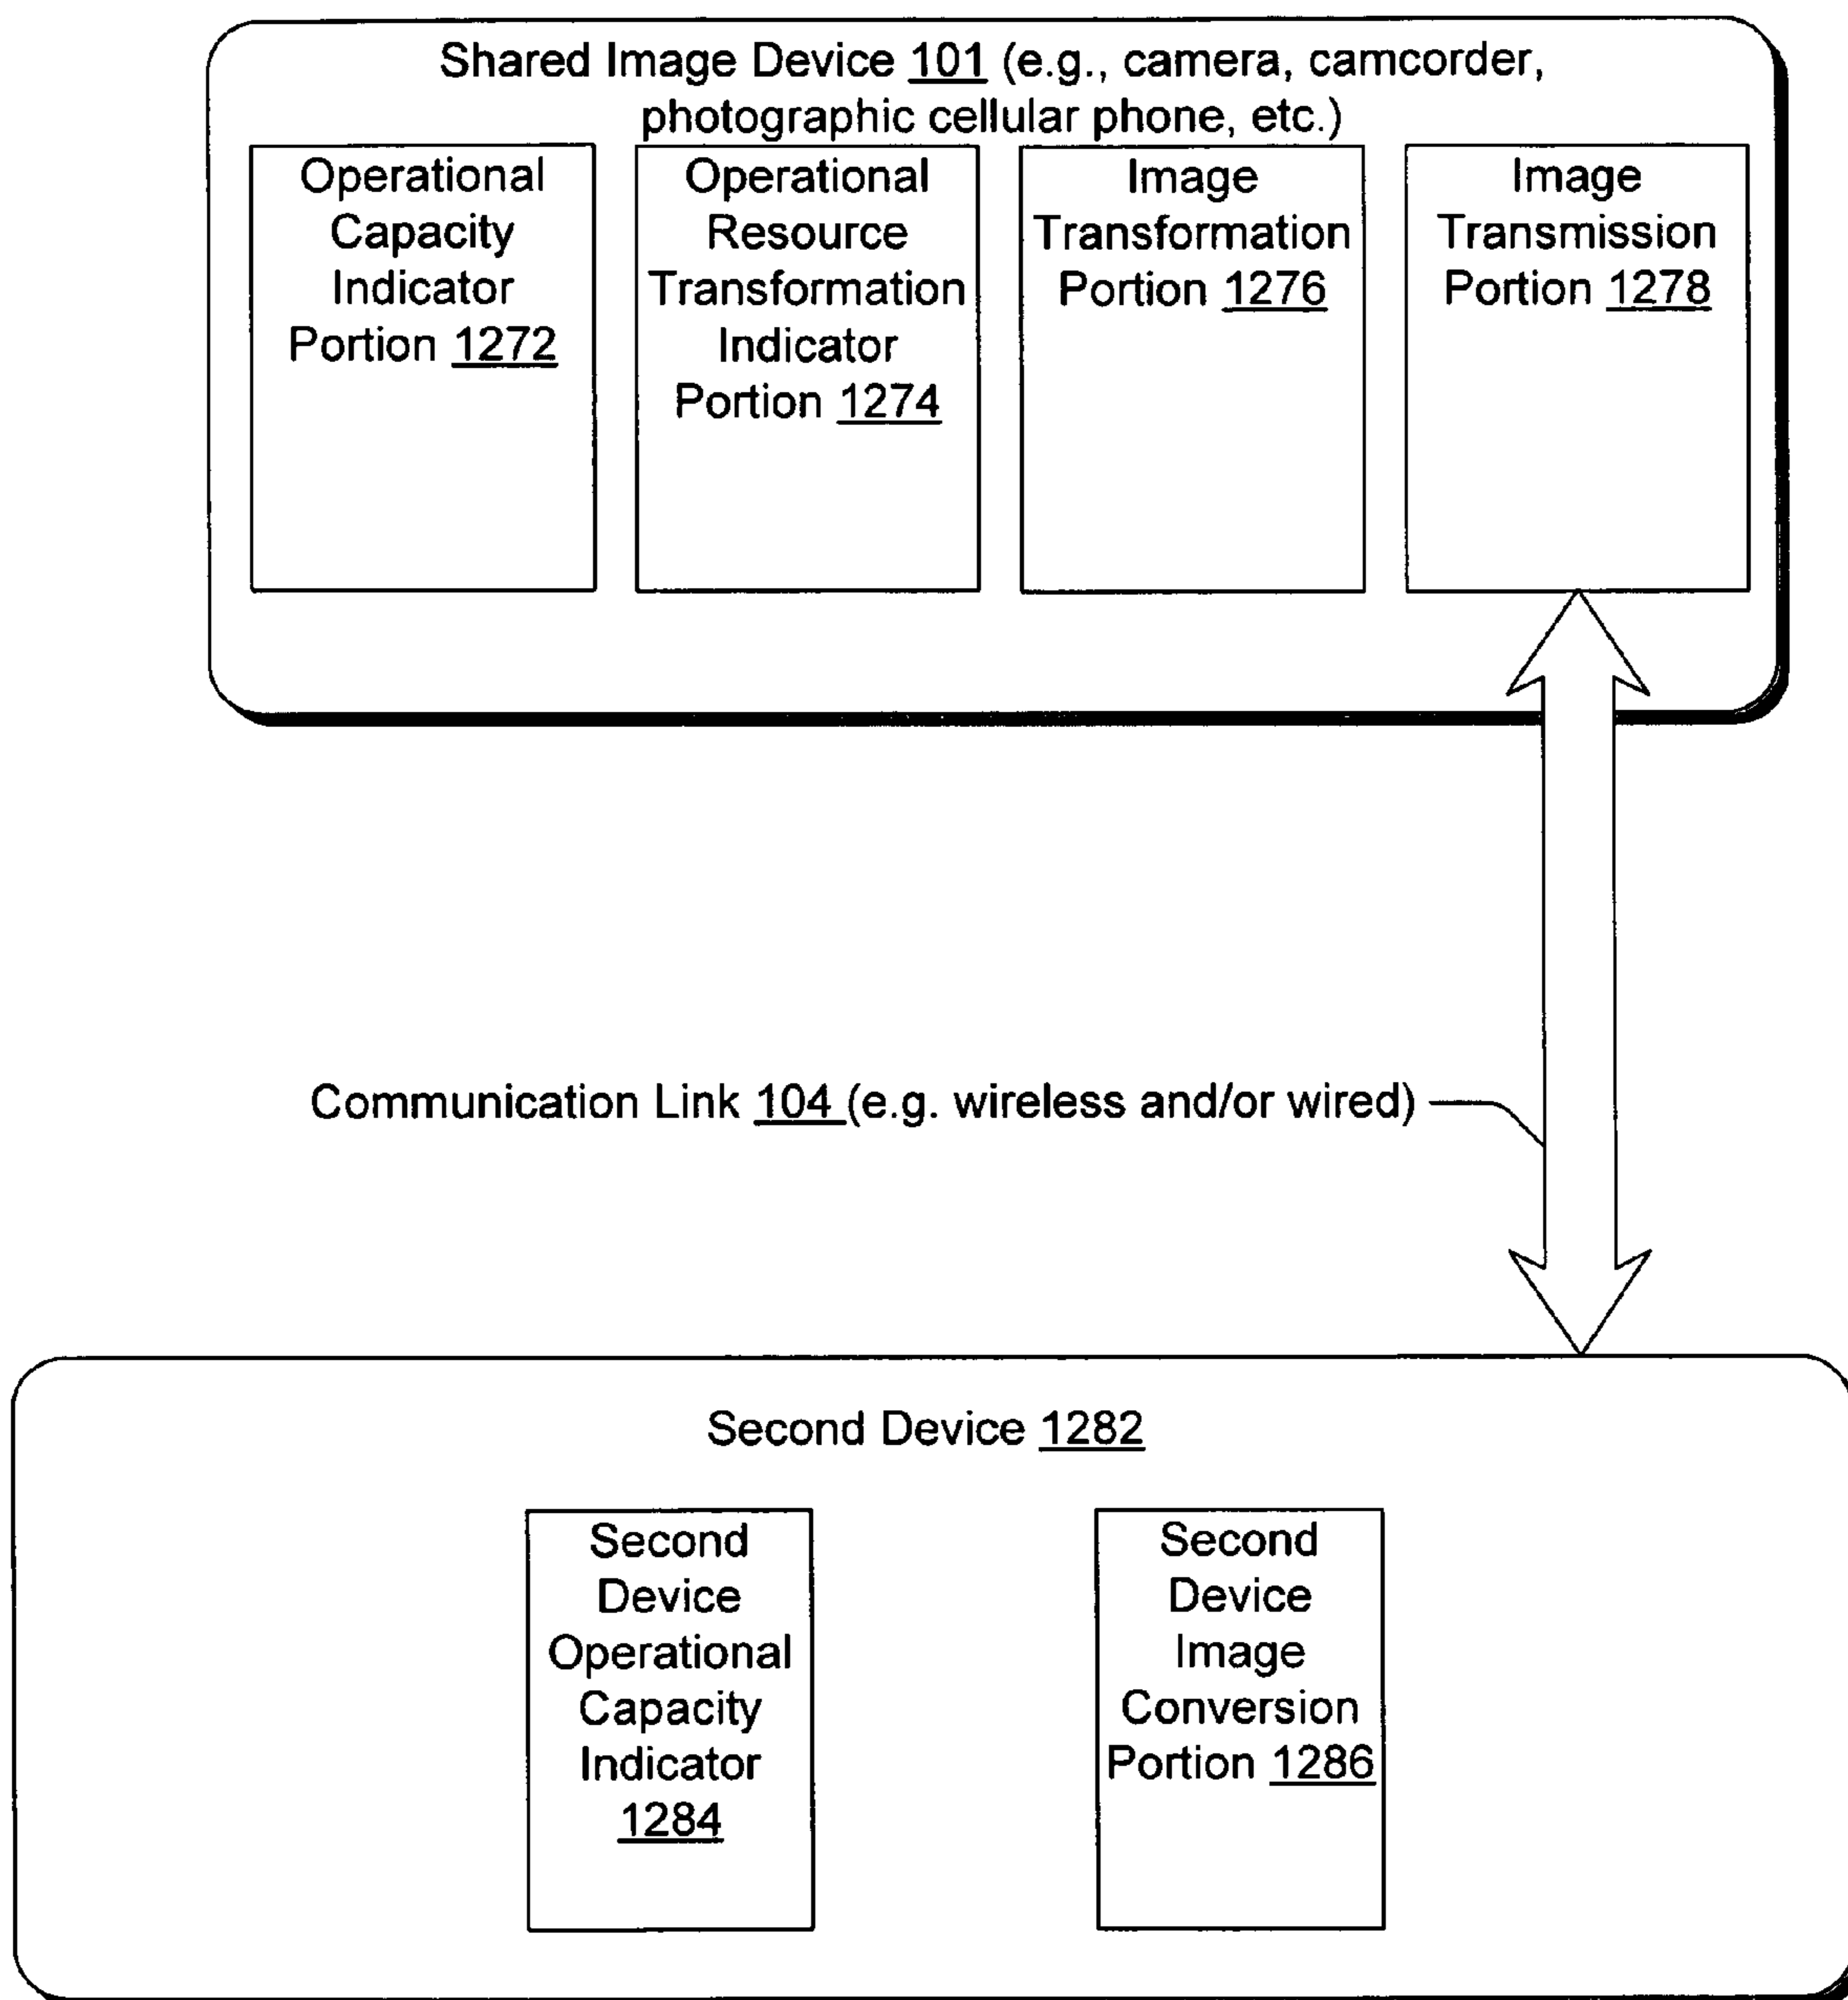 Shared Image Device 101 (e.g., camera, camcorder,
photographic cellular phone, etc.)
Operational
Capacity
Indicator
Portion 1272
Operational
Resource
Transformation
Indicator
Portion 1274
Image
Transformation
Portion 1276
Image
Transmission
Portion 1278
Communication Link 104 (e.g. wireless and/or wired)
Second Device 1282
Second
Device
Operational
Capacity
Indicator
1284
Second
Device
Image
Conversion
Portion 1286